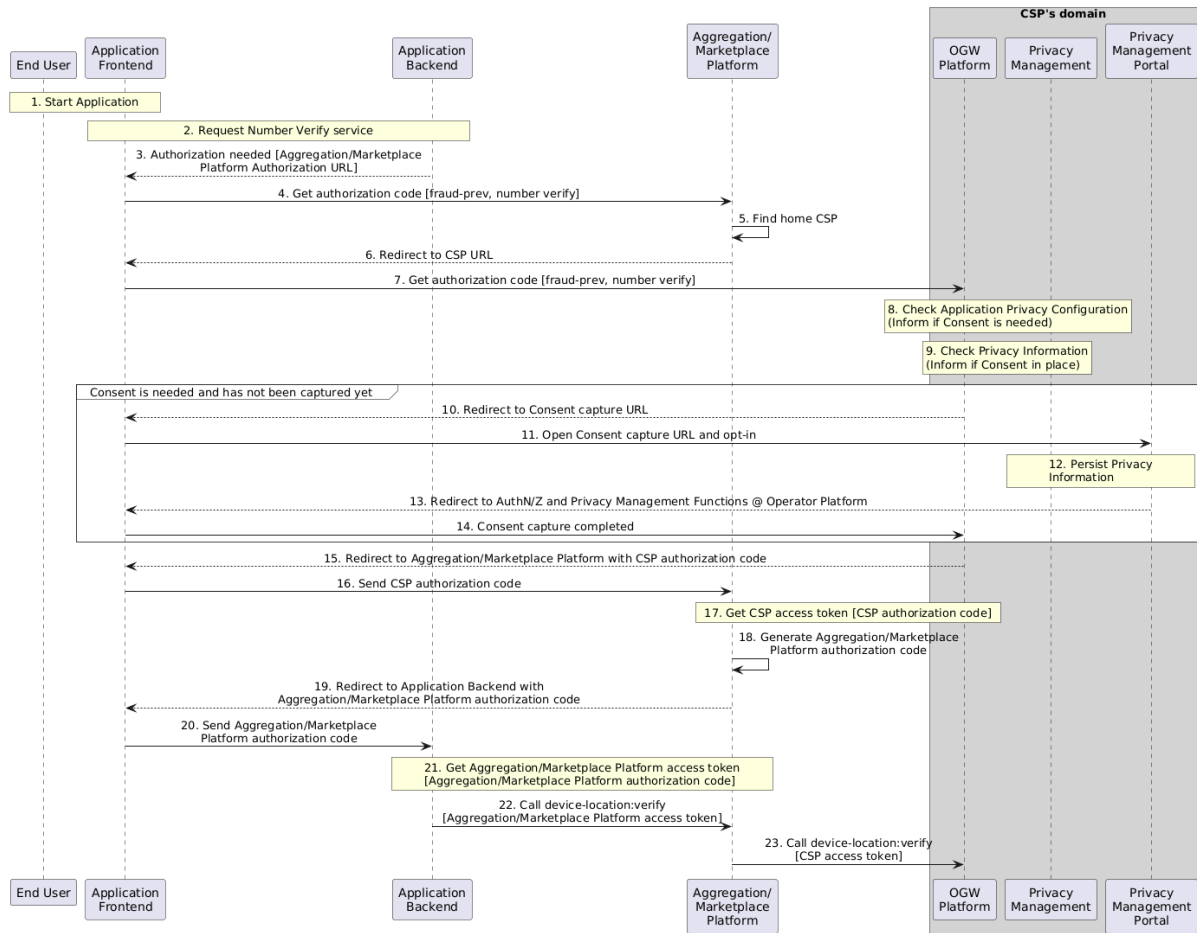 CSP's domain
End User
Application
Frontend
Application
Backend
Aggregation/
Marketplace
Platform
OGW
Platform
Privacy
Management
Privacy
Management
Portal
1. Start Application
2. Request Number Verify service
3. Authorization needed [Aggregation/Marketplace
Platform Authorization URL]
4. Get authorization code [fraud-prev, number verify]
5. Find home CSP
6. Redirect to CSP URL
7. Get authorization code [fraud-prev, number verify]
8. Check Application Privacy Configuration
(Inform if Consent is needed)
9. Check Privacy Information
(Inform if Consent in place)
Consent is needed and has not been captured yet
10. Redirect to Consent capture URL
11. Open Consent capture URL and opt-in
12. Persist Privacy
Information
13. Redirect to AuthN/Z and Privacy Management Functions @ Operator Platform
14. Consent capture completed
15. Redirect to Aggregation/Marketplace Platform with CSP authorization code
16. Send CSP authorization code
17. Get CSP access token [CSP authorization code]
18. Generate Aggregation/Marketplace
Platform authorization code
19. Redirect to Application Backend with
Aggregation/Marketplace Platform authorization code
20. Send Aggregation/Marketplace
Platform authorization code
21. Get Aggregation/Marketplace Platform access token
[Aggregation/Marketplace Platform authorization code]
22. Call device-location:verify
[Aggregation/Marketplace Platform access token]
23. Call device-location:verify
[CSP access token]
End User
Application
Frontend
Application
Backend
Aggregation/
Marketplace
Platform
OGW
Platform
Privacy
Management
Privacy
Management
Portal